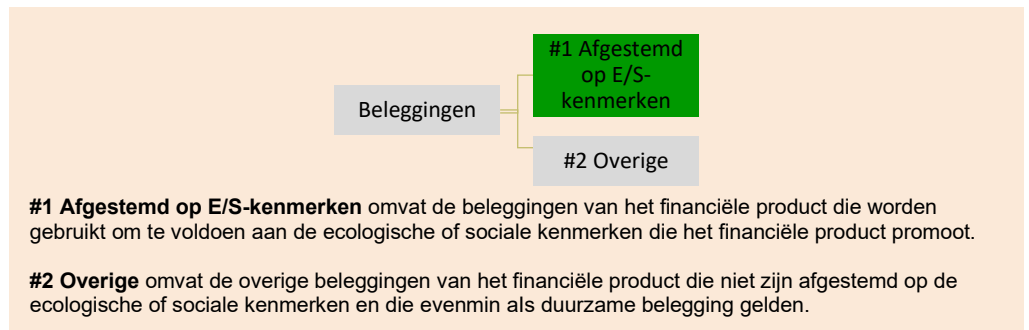 #1 Afgestemd
op E/S-
kenmerken
Beleggingen
#2 Overige
#1 Afgestemd op E/S-kenmerken omvat de beleggingen van het financiële product die worden
gebruikt om te voldoen aan de ecologische of sociale kenmerken die het financiële product promoot.
#2 Overige omvat de overige beleggingen van het financiële product die niet zijn afgestemd op de
ecologische of sociale kenmerken en die evenmin als duurzame belegging gelden.